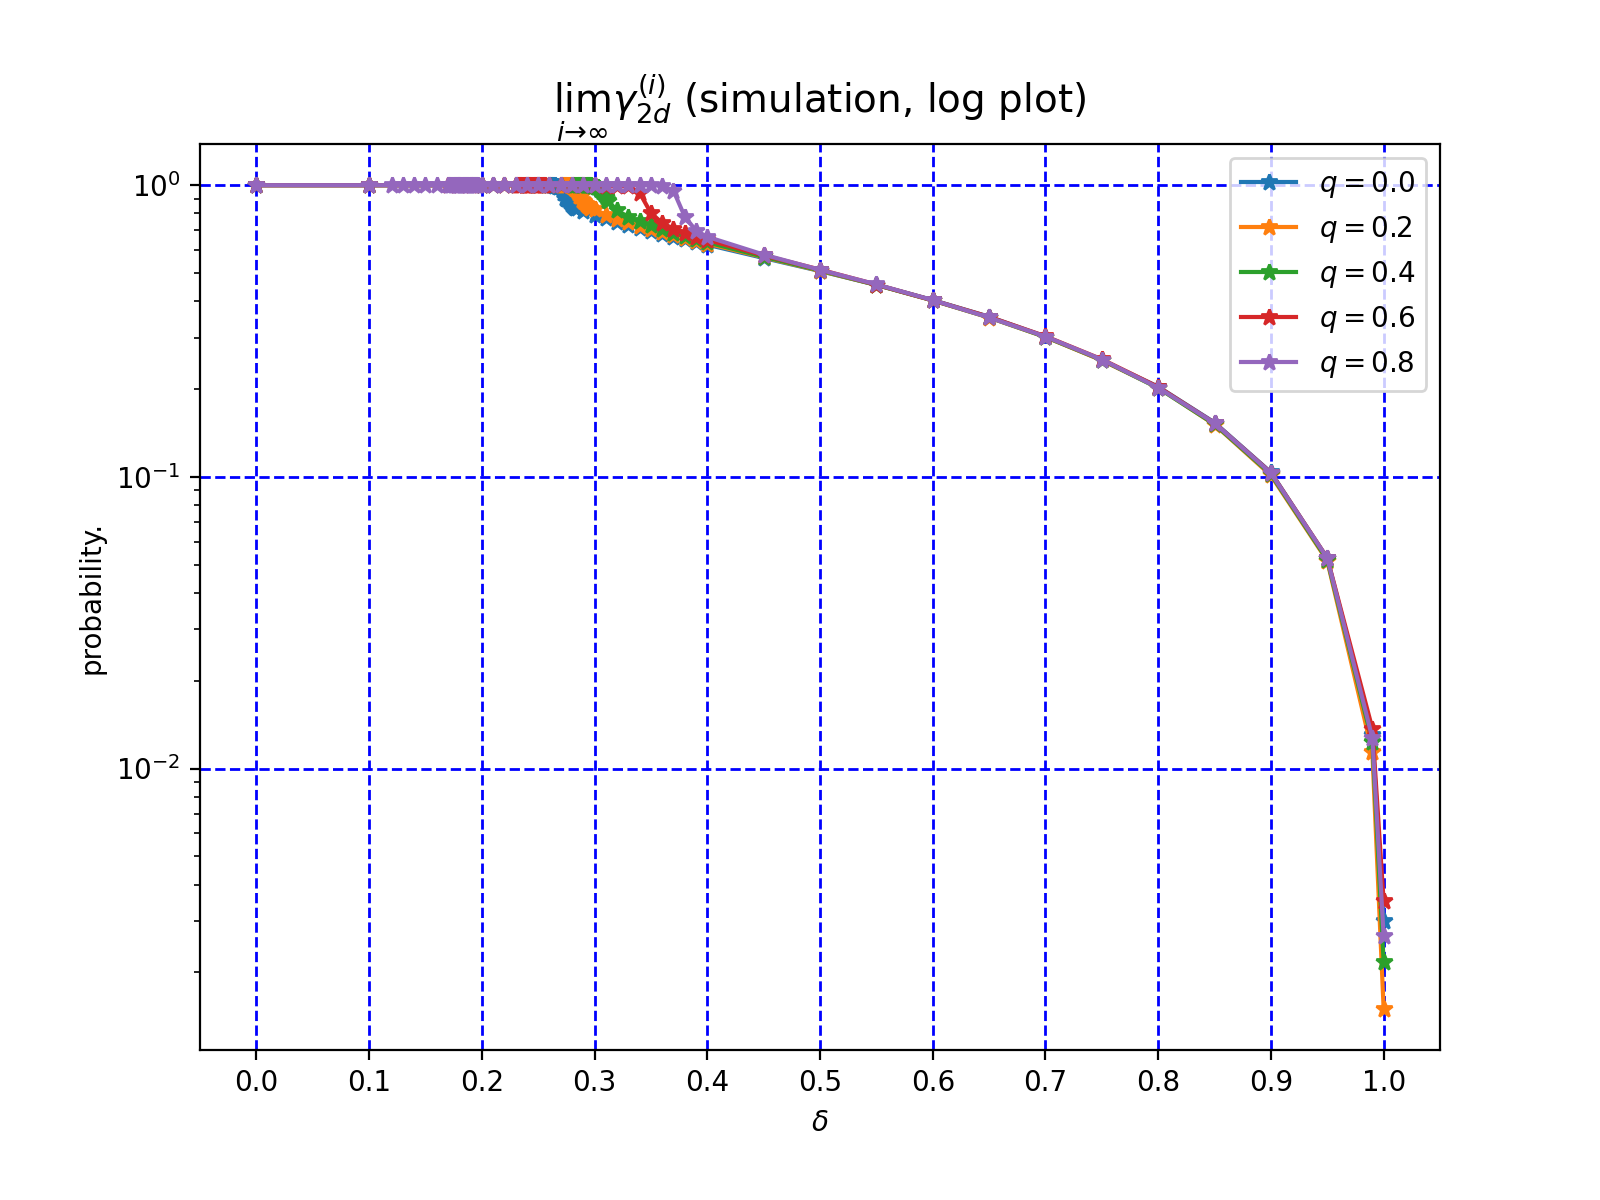 lim γ_{2d}^{(i)} (simulation, log plot)
i→∞
10^0
10^{-1}
10^{-2}
probability.
q = 0.0
q = 0.2
q = 0.4
q = 0.6
q = 0.8
0.0 0.1 0.2 0.3 0.4 0.5 0.6 0.7 0.8 0.9 1.0
δ